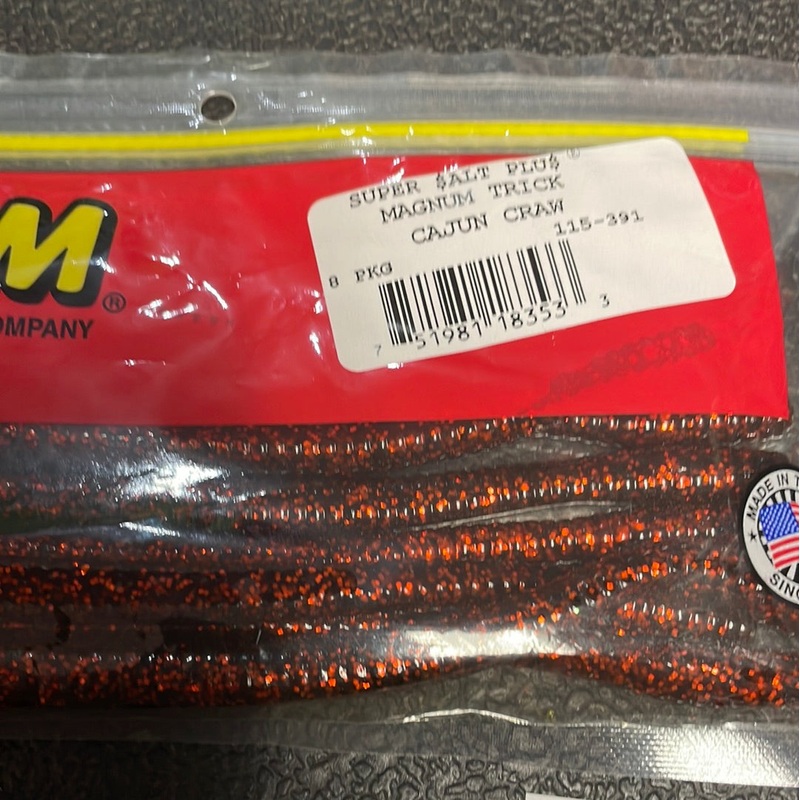 M®
OMPANY
SUPER $ALT PLU$®
MAGNUM TRICK
CAJUN CRAW
115-391
8 PKG
7 51981 18353 3
MADE IN T
SINC